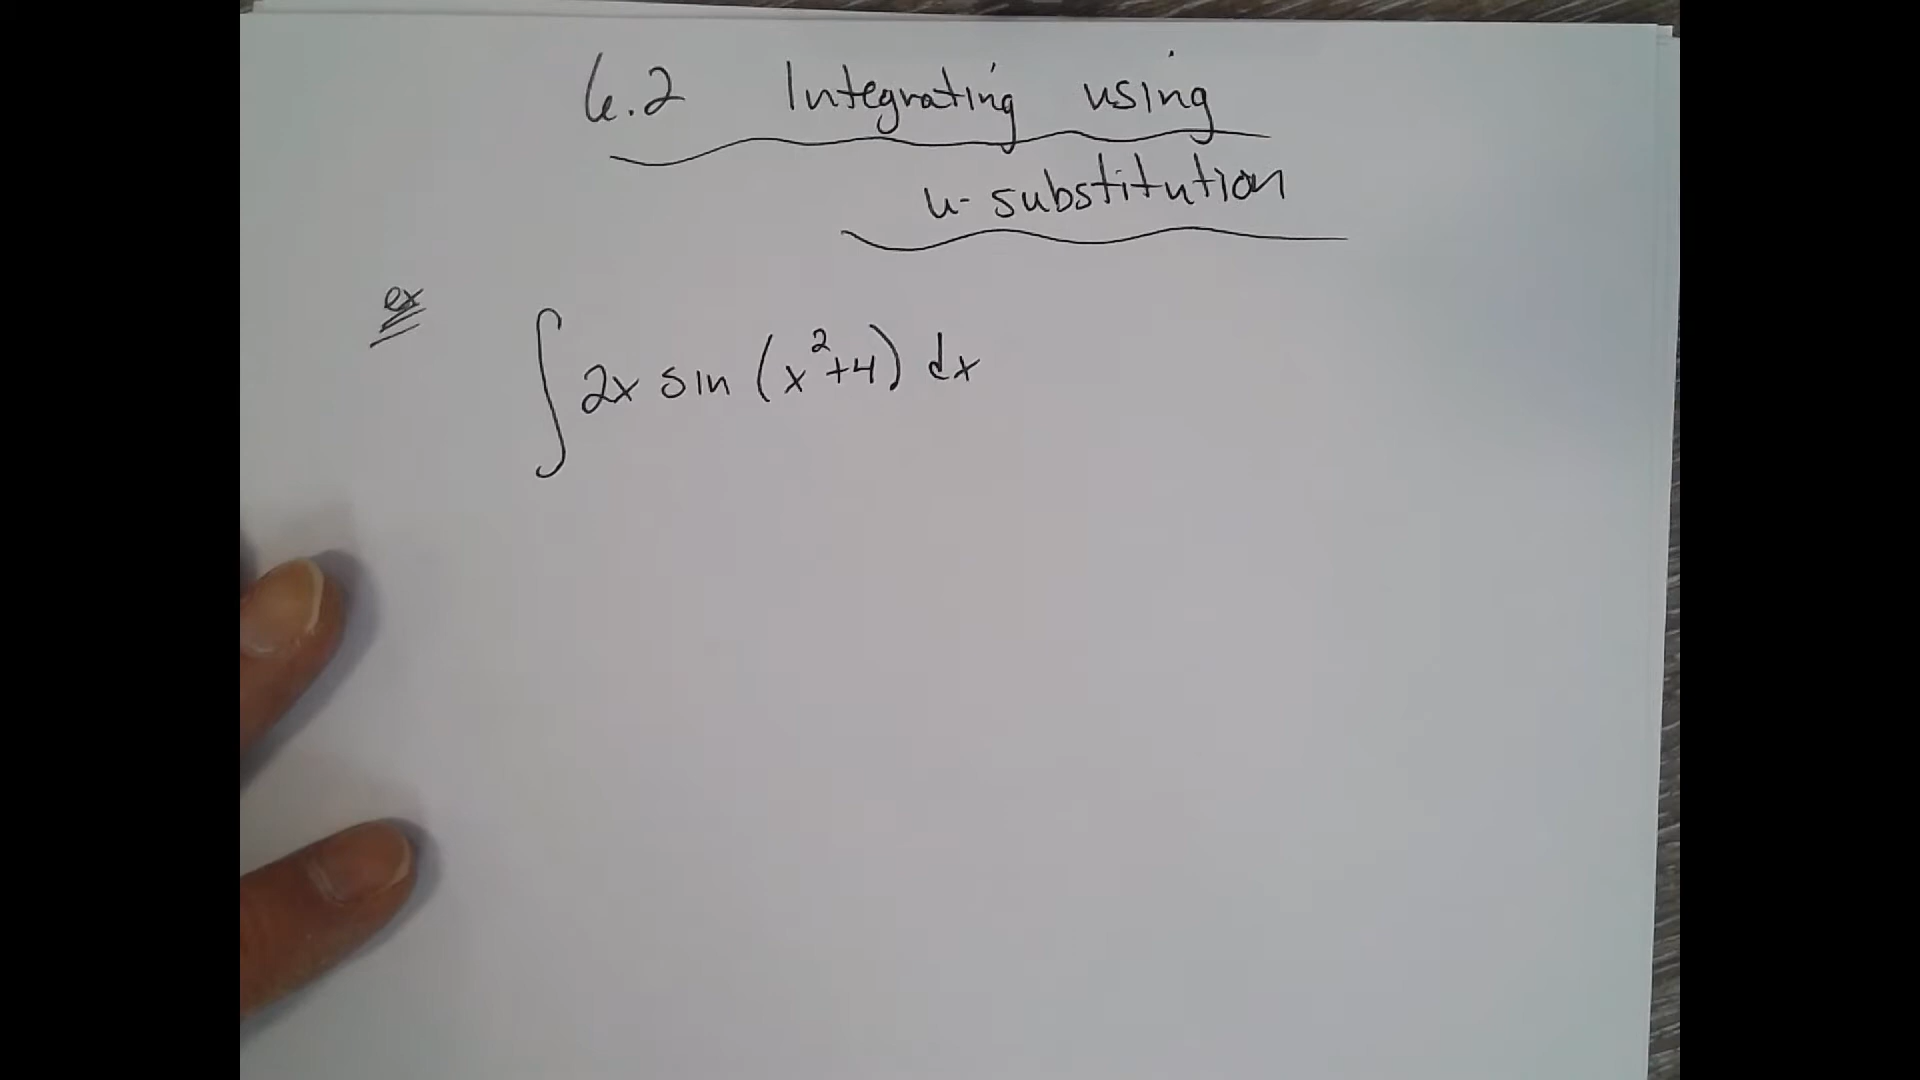 6.2 Integrating using
u-substitution
ex
∫ 2x sin (x²+4) dx